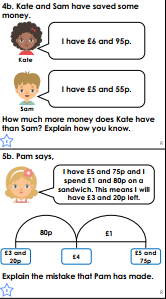 4b. Kate and Sam have saved some
money.
I have £6 and 95p.
Kate
I have £5 and 55p.
Sam
How much more money does Kate have
than Sam? Explain how you know.
R
5b. Pam says,
I have £5 and 75p and I
spend £1 and 80p on a
sandwich. This means I will
have £3 and 20p left.
80p
£1
£3 and
20p
£4
£5 and
75p
Explain the mistake that Pam has made.
R